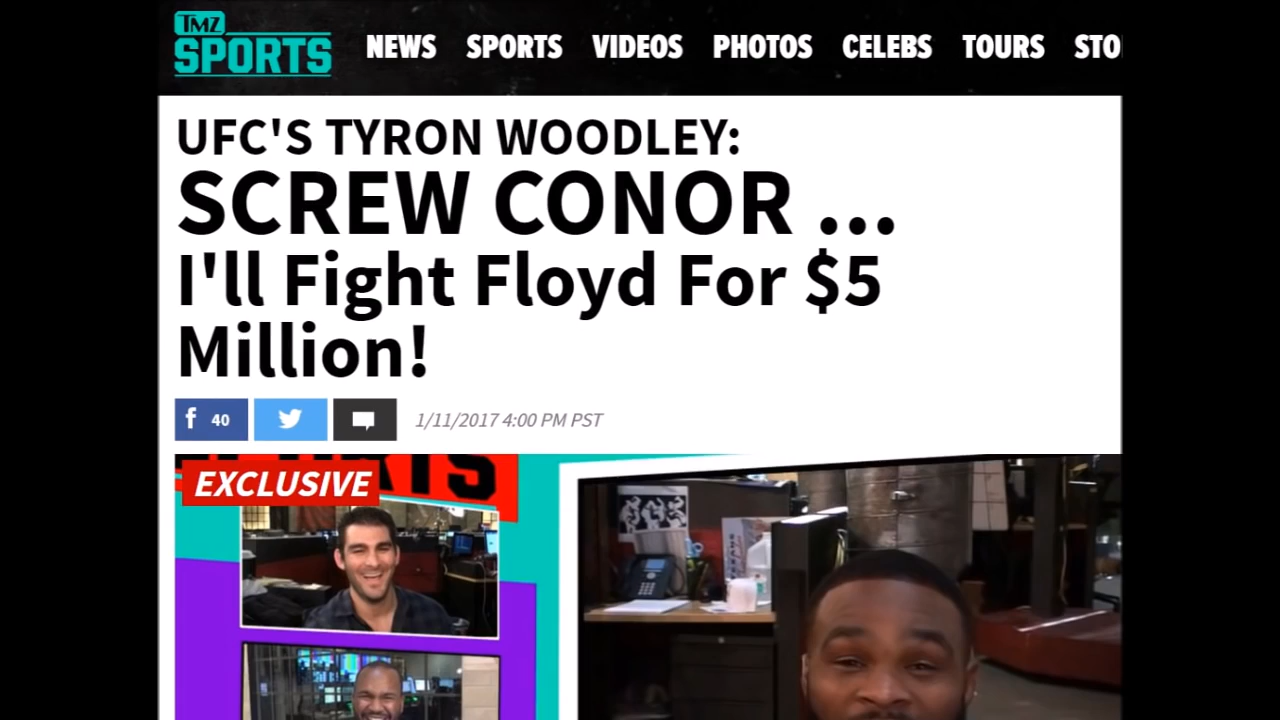 TMZ
SPORTS
NEWS SPORTS VIDEOS PHOTOS CELEBS TOURS STO
UFC'S TYRON WOODLEY:
SCREW CONOR ...
I'll Fight Floyd For $5
Million!
f 40 1/11/2017 4:00 PM PST
EXCLUSIVE